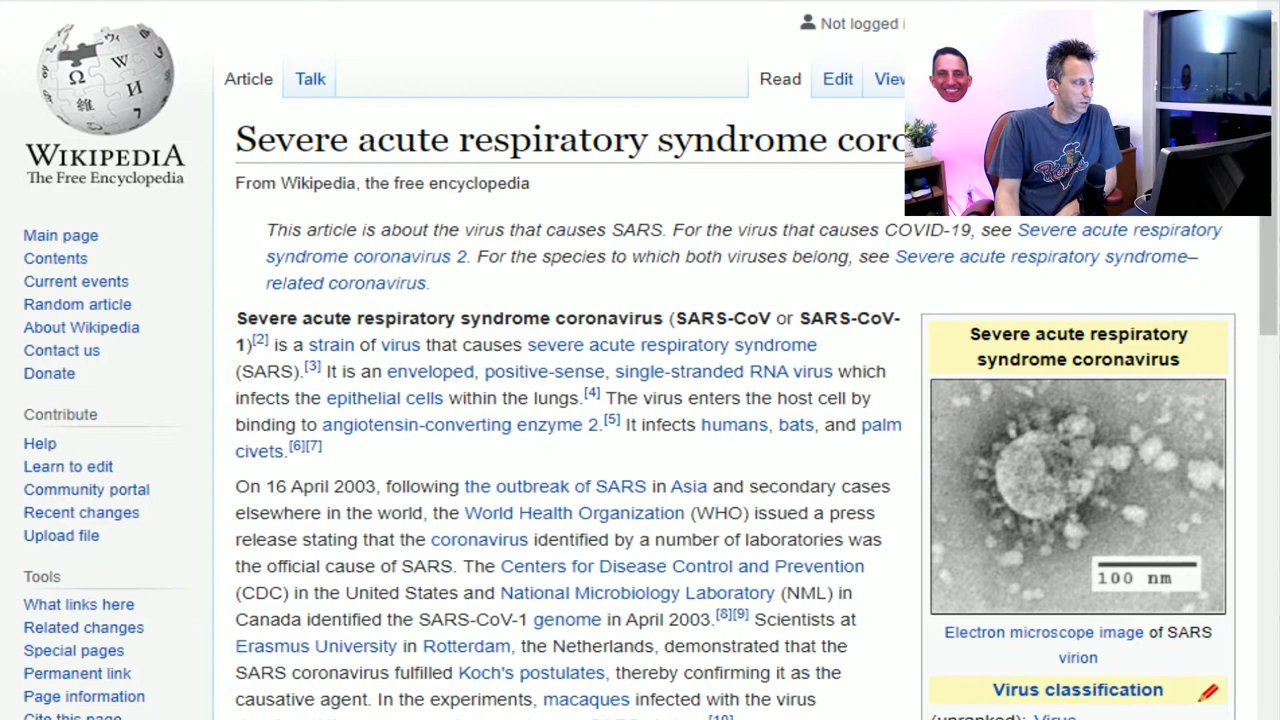 Not logged i
Article
Talk
Read
Edit
Viev
WIKIPEDIA
The Free Encyclopedia
Main page
Contents
Current events
Random article
About Wikipedia
Contact us
Donate
Contribute
Help
Learn to edit
Community portal
Recent changes
Upload file
Tools
What links here
Related changes
Special pages
Permanent link
Page information
Cite this page
Severe acute respiratory syndrome coro
From Wikipedia, the free encyclopedia
This article is about the virus that causes SARS. For the virus that causes COVID-19, see Severe acute respiratory
syndrome coronavirus 2. For the species to which both viruses belong, see Severe acute respiratory syndrome–
related coronavirus.
Severe acute respiratory syndrome coronavirus (SARS-CoV or SARS-CoV-
1)[2] is a strain of virus that causes severe acute respiratory syndrome
(SARS).[3] It is an enveloped, positive-sense, single-stranded RNA virus which
infects the epithelial cells within the lungs.[4] The virus enters the host cell by
binding to angiotensin-converting enzyme 2.[5] It infects humans, bats, and palm
civets.[6][7]
On 16 April 2003, following the outbreak of SARS in Asia and secondary cases
elsewhere in the world, the World Health Organization (WHO) issued a press
release stating that the coronavirus identified by a number of laboratories was
the official cause of SARS. The Centers for Disease Control and Prevention
(CDC) in the United States and National Microbiology Laboratory (NML) in
Canada identified the SARS-CoV-1 genome in April 2003.[8][9] Scientists at
Erasmus University in Rotterdam, the Netherlands, demonstrated that the
SARS coronavirus fulfilled Koch's postulates, thereby confirming it as the
causative agent. In the experiments, macaques infected with the virus
Severe acute respiratory
syndrome coronavirus
100 nm
Electron microscope image of SARS
virion
Virus classification
(unranked): Virus